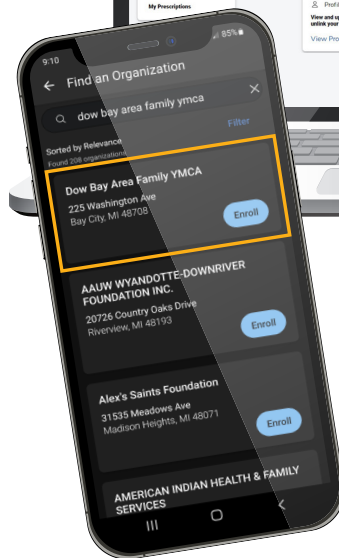 My Prescriptions
Profil
View and up
unlink your
View Pro
9:10
85%
Find an Organization
dow bay area family ymca
Sorted by Relevance
Filter
Found 208 organizations
Dow Bay Area Family YMCA
225 Washington Ave
Bay City, MI 48708
Enroll
AAUW WYANDOTTE-DOWNRIVER
FOUNDATION INC.
20726 Country Oaks Drive
Riverview, MI 48193
Enroll
Alex's Saints Foundation
31535 Meadows Ave
Madison Heights, MI 48071
Enroll
AMERICAN INDIAN HEALTH & FAMILY
SERVICES